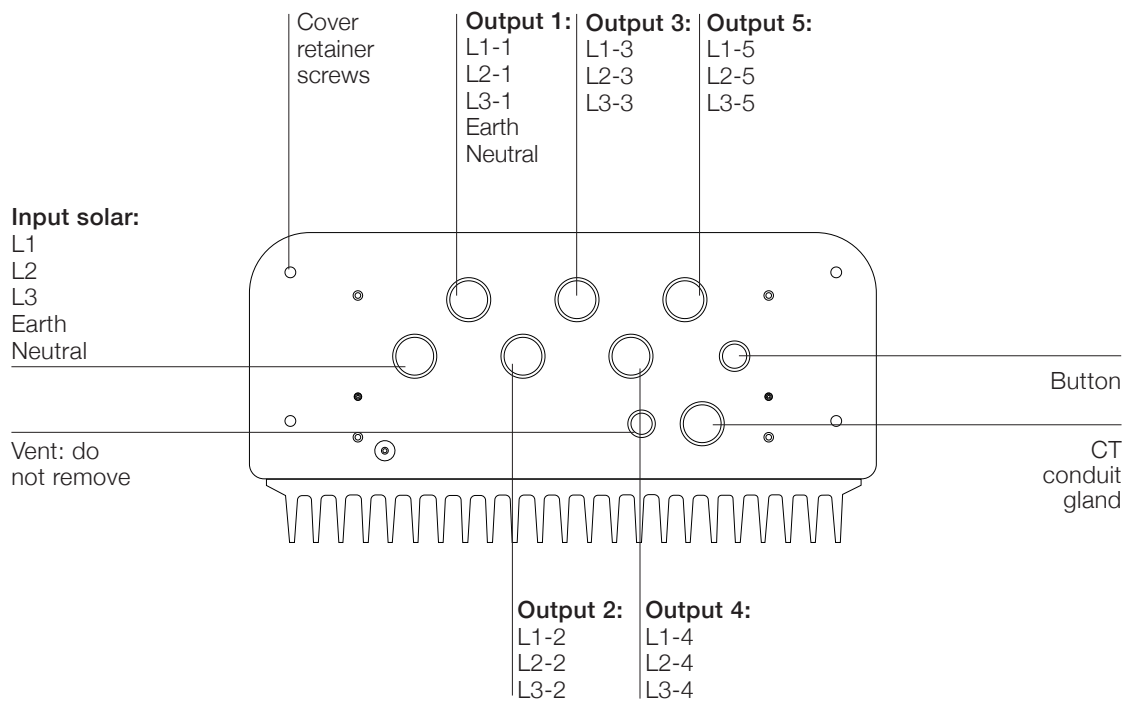 Cover
retainer
screws
Output 1:
L1-1
L2-1
L3-1
Earth
Neutral
Output 3:
L1-3
L2-3
L3-3
Output 5:
L1-5
L2-5
L3-5
Input solar:
L1
L2
L3
Earth
Neutral
Button
Vent: do
not remove
CT
conduit
gland
Output 2:
L1-2
L2-2
L3-2
Output 4:
L1-4
L2-4
L3-4